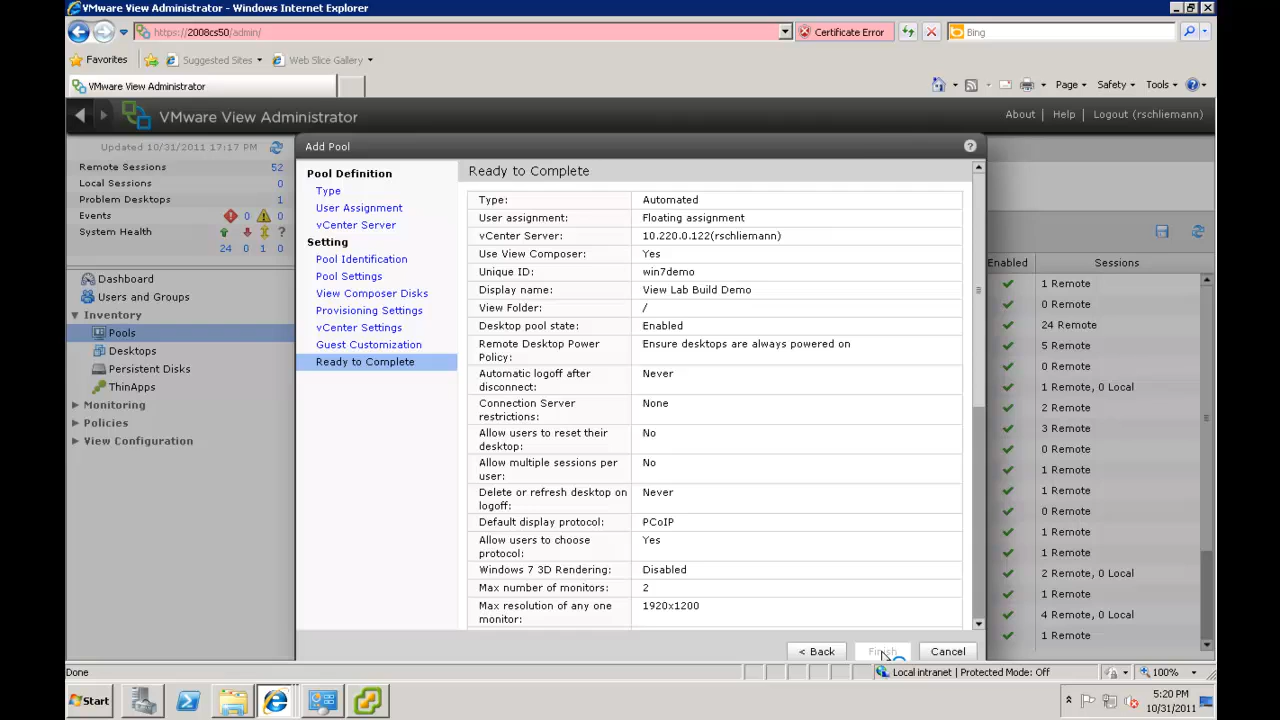 VMware View Administrator - Windows Internet Explorer
https://2008cs50/admin/
Certificate Error
Bing
Favorites
Suggested Sites
Web Slice Gallery
VMware View Administrator
Page
Safety
Tools
VMware View Administrator
About
Help
Logout (rschliemann)
Updated 10/31/2011 17:17 PM
Remote Sessions 52
Local Sessions 0
Problem Desktops 1
Events 0 0
System Health
24 0 1 0
Dashboard
Users and Groups
Inventory
Pools
Desktops
Persistent Disks
ThinApps
Monitoring
Policies
View Configuration
Add Pool
Pool Definition
Type
User Assignment
vCenter Server
Setting
Pool Identification
Pool Settings
View Composer Disks
Provisioning Settings
vCenter Settings
Guest Customization
Ready to Complete
Ready to Complete
Type: Automated
User assignment: Floating assignment
vCenter Server: 10.220.0.122(rschliemann)
Use View Composer: Yes
Unique ID: win7demo
Display name: View Lab Build Demo
View Folder: /
Desktop pool state: Enabled
Remote Desktop Power Ensure desktops are always powered on
Policy:
Automatic logoff after Never
disconnect:
Connection Server None
restrictions:
Allow users to reset their No
desktop:
Allow multiple sessions per No
user:
Delete or refresh desktop on Never
logoff:
Default display protocol: PCoIP
Allow users to choose Yes
protocol:
Windows 7 3D Rendering: Disabled
Max number of monitors: 2
Max resolution of any one 1920x1200
monitor:
< Back
Finish
Cancel
Enabled Sessions
1 Remote
0 Remote
24 Remote
5 Remote
0 Remote
1 Remote, 0 Local
2 Remote
3 Remote
0 Remote
1 Remote
1 Remote
0 Remote
1 Remote
1 Remote
2 Remote, 0 Local
1 Remote
4 Remote, 0 Local
1 Remote
Done
Local intranet | Protected Mode: Off
100%
Start
5:20 PM
10/31/2011